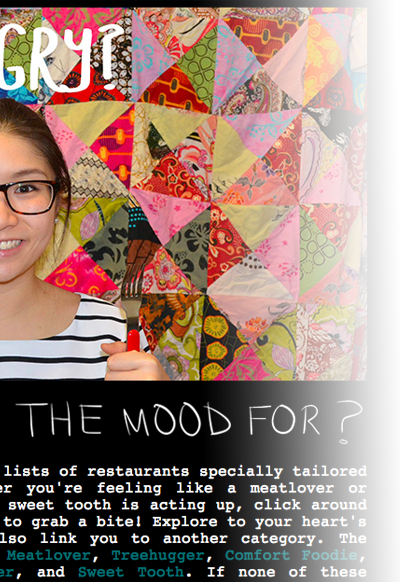 GRY?
THE MOOD FOR?
lists of restaurants specially tailored
you're feeling like a meatlover or
sweet tooth is acting up, click around
to grab a bite! Explore to your heart's
link you to another category. The
Meatlover, Treehugger, Comfort Foodie,
and Sweet Tooth. If none of these